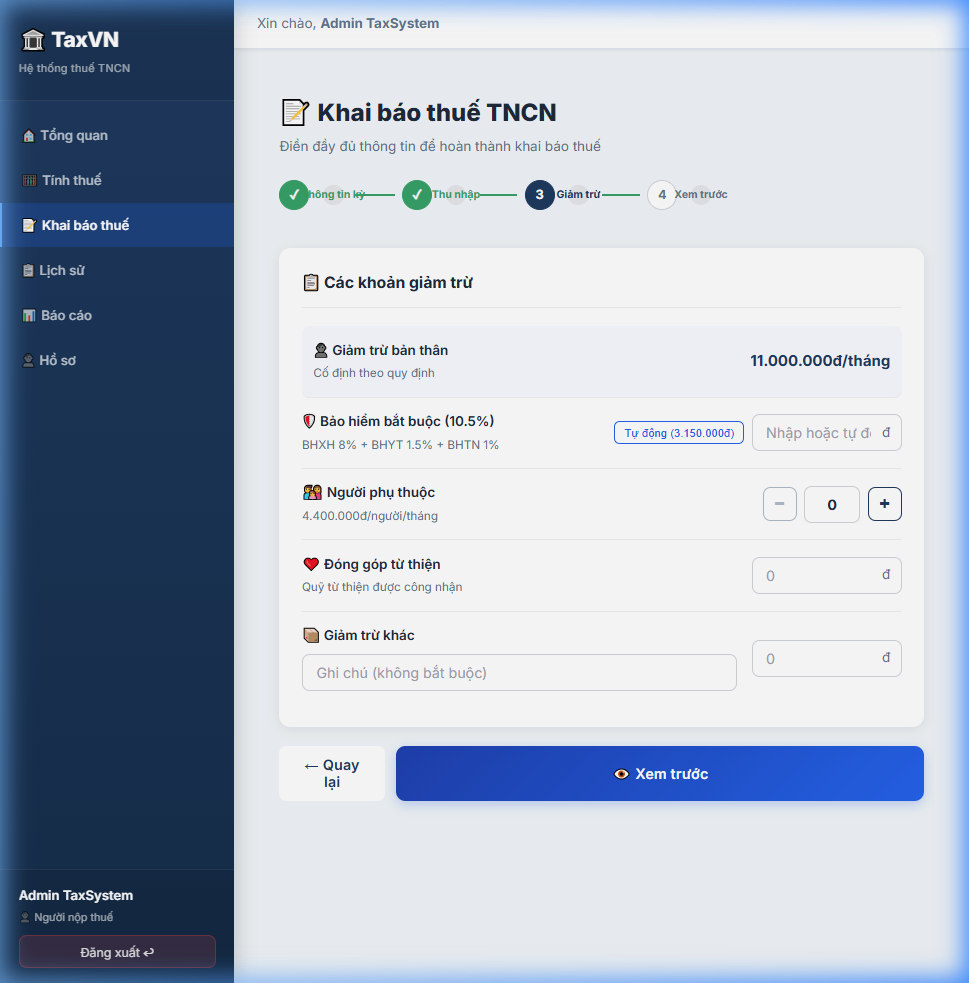 TaxVN
Hệ thống thuế TNCN
Tổng quan
Tính thuế
Khai báo thuế
Lịch sử
Báo cáo
Hồ sơ
Admin TaxSystem
Người nộp thuế
Đăng xuất ↩
Xin chào, Admin TaxSystem
Khai báo thuế TNCN
Điền đầy đủ thông tin để hoàn thành khai báo thuế
✓ hông tin kỳ ✓ Thu nhập 3 Giảm trừ 4 Xem trước
Các khoản giảm trừ
Giảm trừ bản thân
Cố định theo quy định
11.000.000đ/tháng
Bảo hiểm bắt buộc (10.5%)
BHXH 8% + BHYT 1.5% + BHTN 1%
Tự động (3.150.000đ)
Nhập hoặc tự đ đ
Người phụ thuộc
4.400.000đ/người/tháng
− 0 +
Đóng góp từ thiện
Quỹ từ thiện được công nhận
0 đ
Giảm trừ khác
Ghi chú (không bắt buộc)
0 đ
← Quay
lại
Xem trước